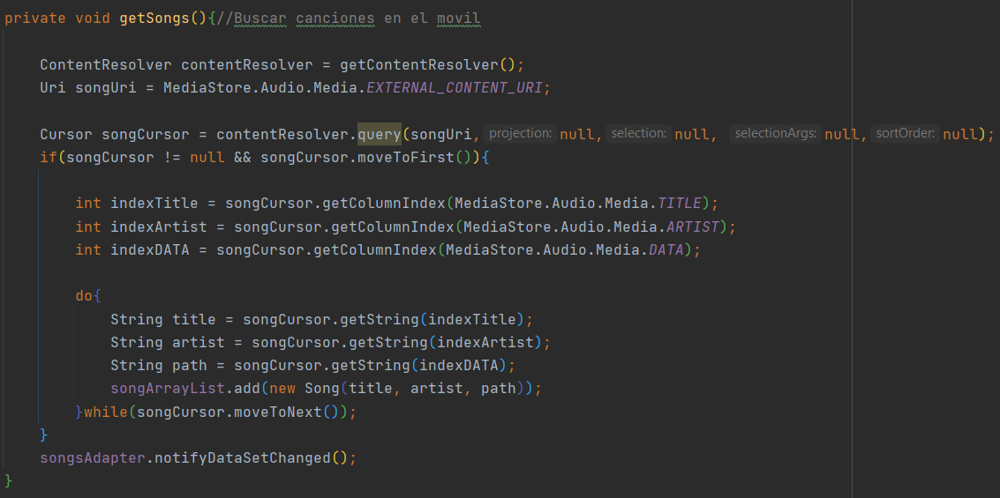 private void getSongs(){//Buscar canciones en el movil
ContentResolver contentResolver = getContentResolver();
Uri songUri = MediaStore.Audio.Media.EXTERNAL_CONTENT_URI;
Cursor songCursor = contentResolver.query(songUri, projection: null, selection: null, selectionArgs: null, sortOrder: null);
if(songCursor != null && songCursor.moveToFirst()){
int indexTitle = songCursor.getColumnIndex(MediaStore.Audio.Media.TITLE);
int indexArtist = songCursor.getColumnIndex(MediaStore.Audio.Media.ARTIST);
int indexDATA = songCursor.getColumnIndex(MediaStore.Audio.Media.DATA);
do{
String title = songCursor.getString(indexTitle);
String artist = songCursor.getString(indexArtist);
String path = songCursor.getString(indexDATA);
songArrayList.add(new Song(title, artist, path));
}while(songCursor.moveToNext());
}
songsAdapter.notifyDataSetChanged();
}